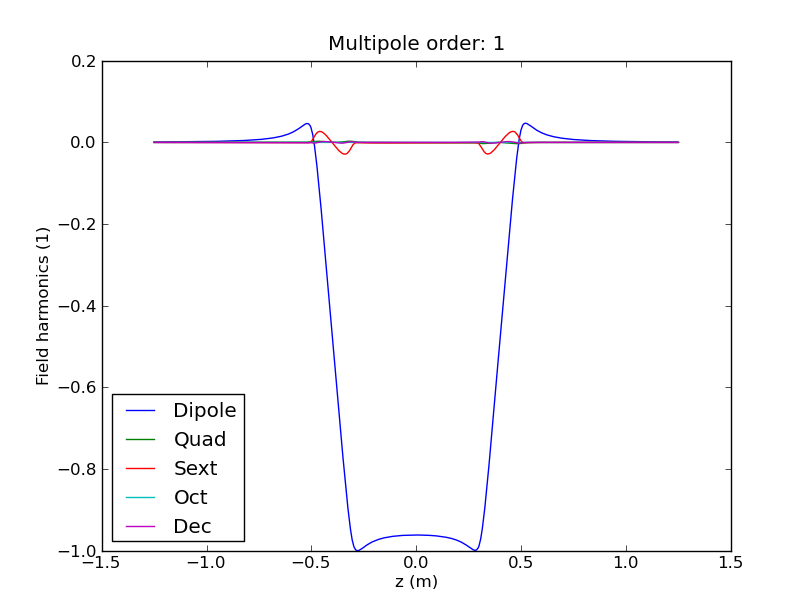 Multipole order: 1
Field harmonics (1)
0.2
0.0
−0.2
−0.4
−0.6
−0.8
−1.0
Dipole
Quad
Sext
Oct
Dec
−1.5
−1.0
−0.5
0.0
0.5
1.0
1.5
z (m)